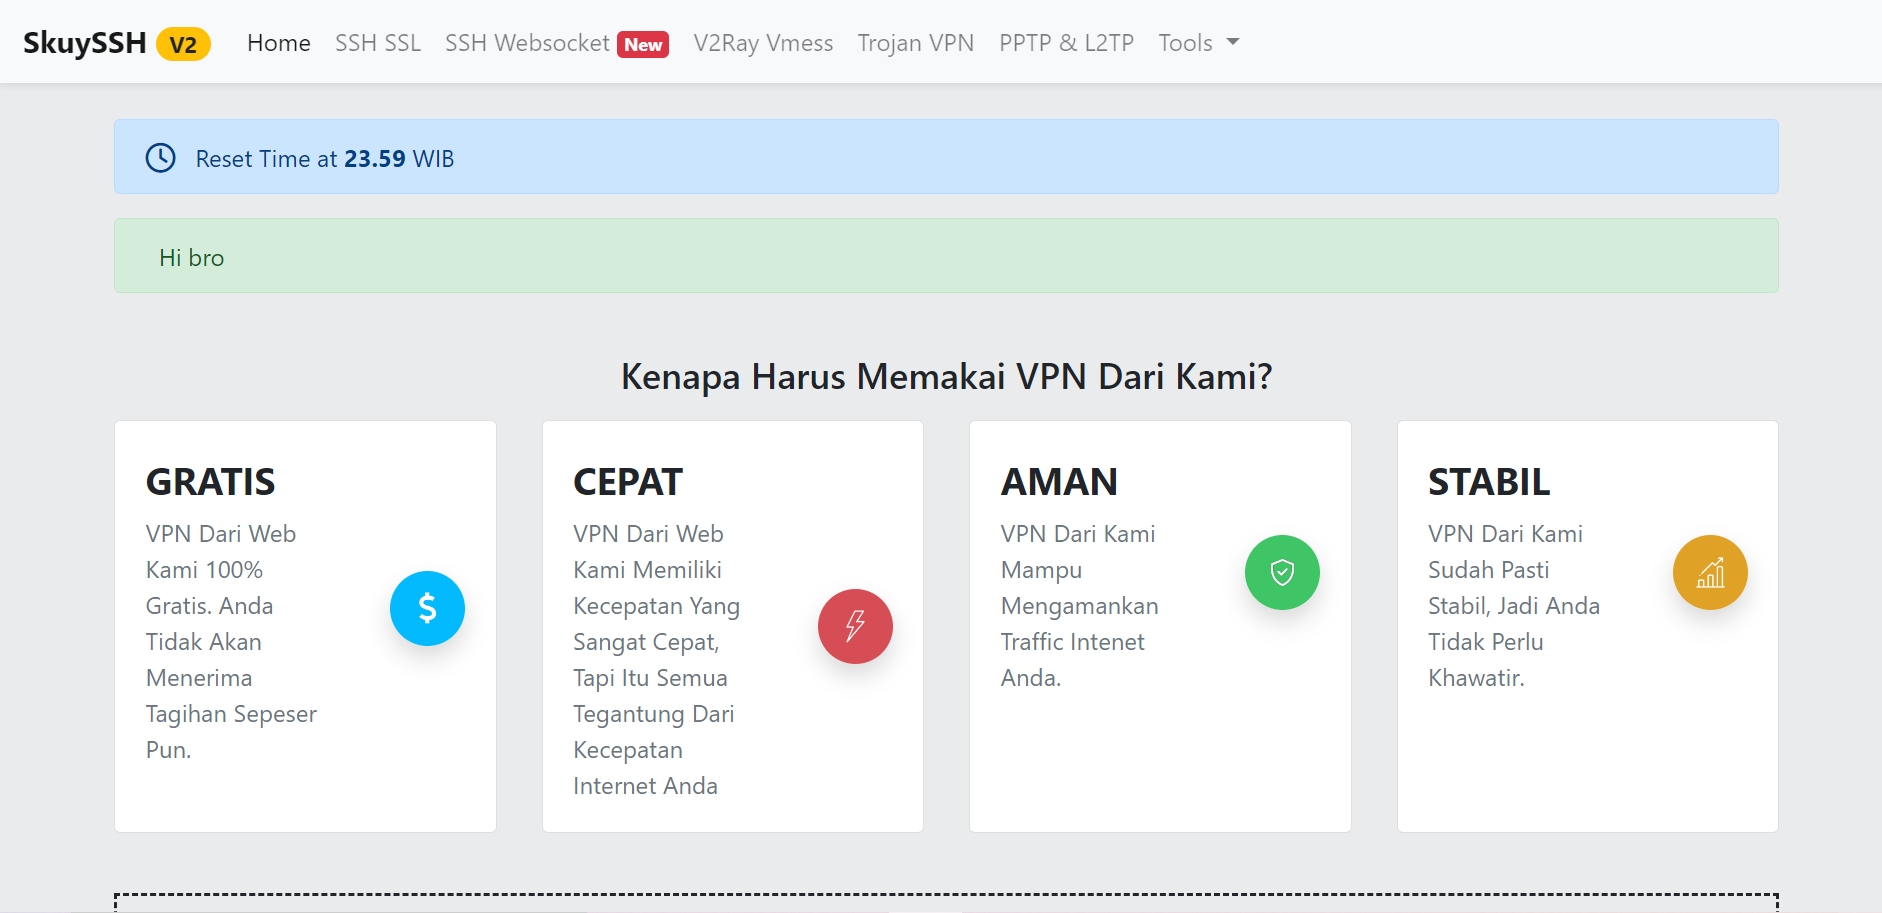 SkuySSH V2 Home SSH SSL SSH Websocket New V2Ray Vmess Trojan VPN PPTP & L2TP Tools
Reset Time at 23.59 WIB
Hi bro
Kenapa Harus Memakai VPN Dari Kami?
GRATIS
VPN Dari Web
Kami 100%
Gratis. Anda
Tidak Akan
Menerima
Tagihan Sepeser
Pun.
$
CEPAT
VPN Dari Web
Kami Memiliki
Kecepatan Yang
Sangat Cepat,
Tapi Itu Semua
Tegantung Dari
Kecepatan
Internet Anda
AMAN
VPN Dari Kami
Mampu
Mengamankan
Traffic Intenet
Anda.
STABIL
VPN Dari Kami
Sudah Pasti
Stabil, Jadi Anda
Tidak Perlu
Khawatir.